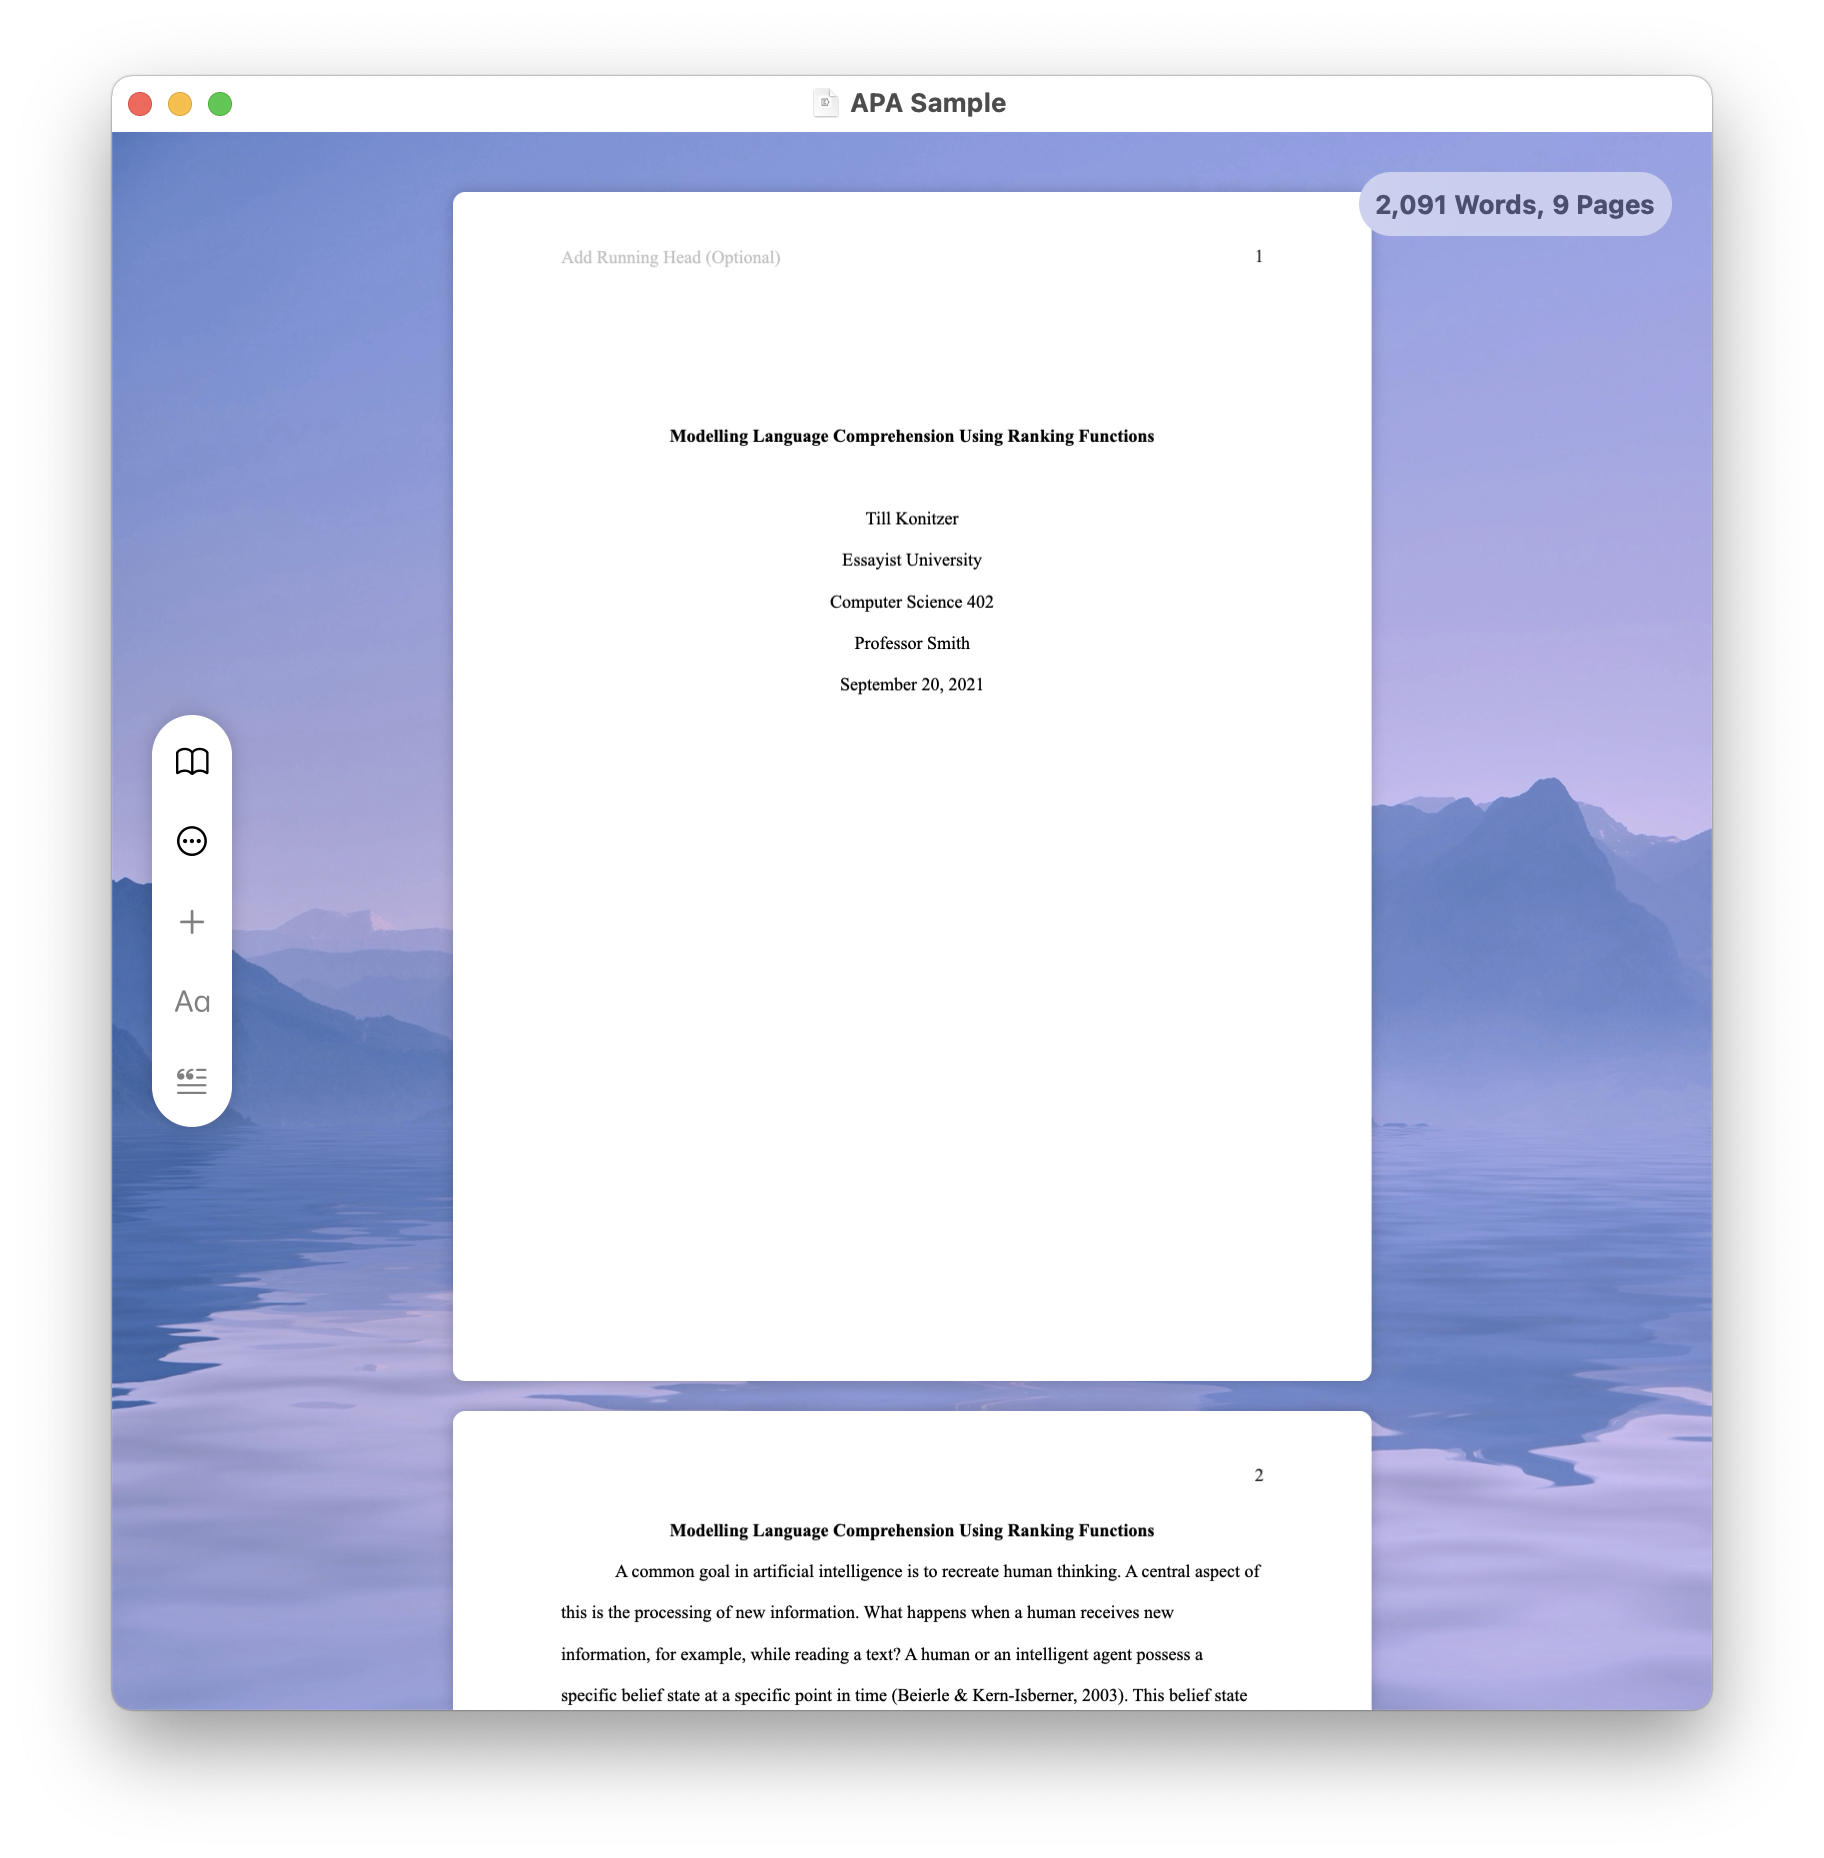 APA Sample
2,091 Words, 9 Pages
Add Running Head (Optional)
1
Modelling Language Comprehension Using Ranking Functions
Till Konitzer
Essayist University
Computer Science 402
Professor Smith
September 20, 2021
Aa
2
Modelling Language Comprehension Using Ranking Functions
A common goal in artificial intelligence is to recreate human thinking. A central aspect of
this is the processing of new information. What happens when a human receives new
information, for example, while reading a text? A human or an intelligent agent possess a
specific belief state at a specific point in time (Beierle & Kern-Isberner, 2003). This belief state